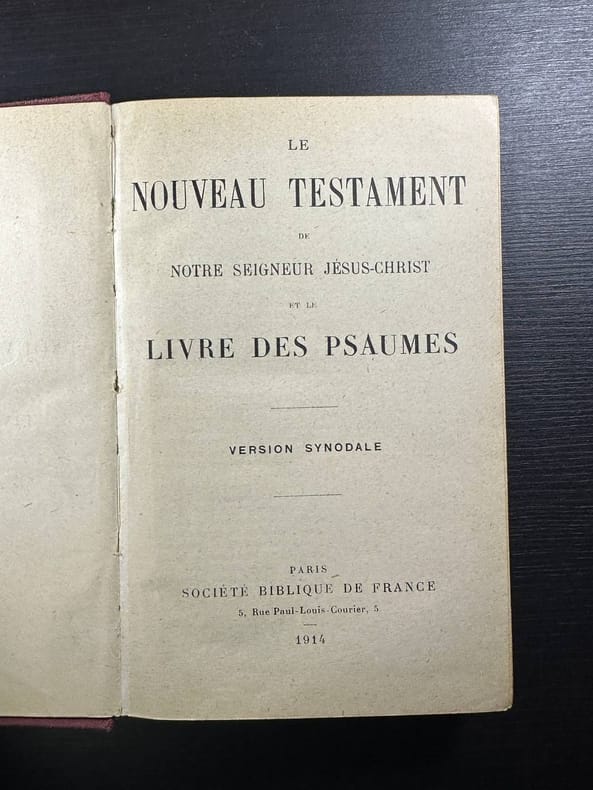 LE
NOUVEAU TESTAMENT
DE
NOTRE SEIGNEUR JÉSUS-CHRIST
ET LE
LIVRE DES PSAUMES
VERSION SYNODALE
PARIS
SOCIÉTÉ BIBLIQUE DE FRANCE
5, Rue Paul-Louis-Courier, 5
1914